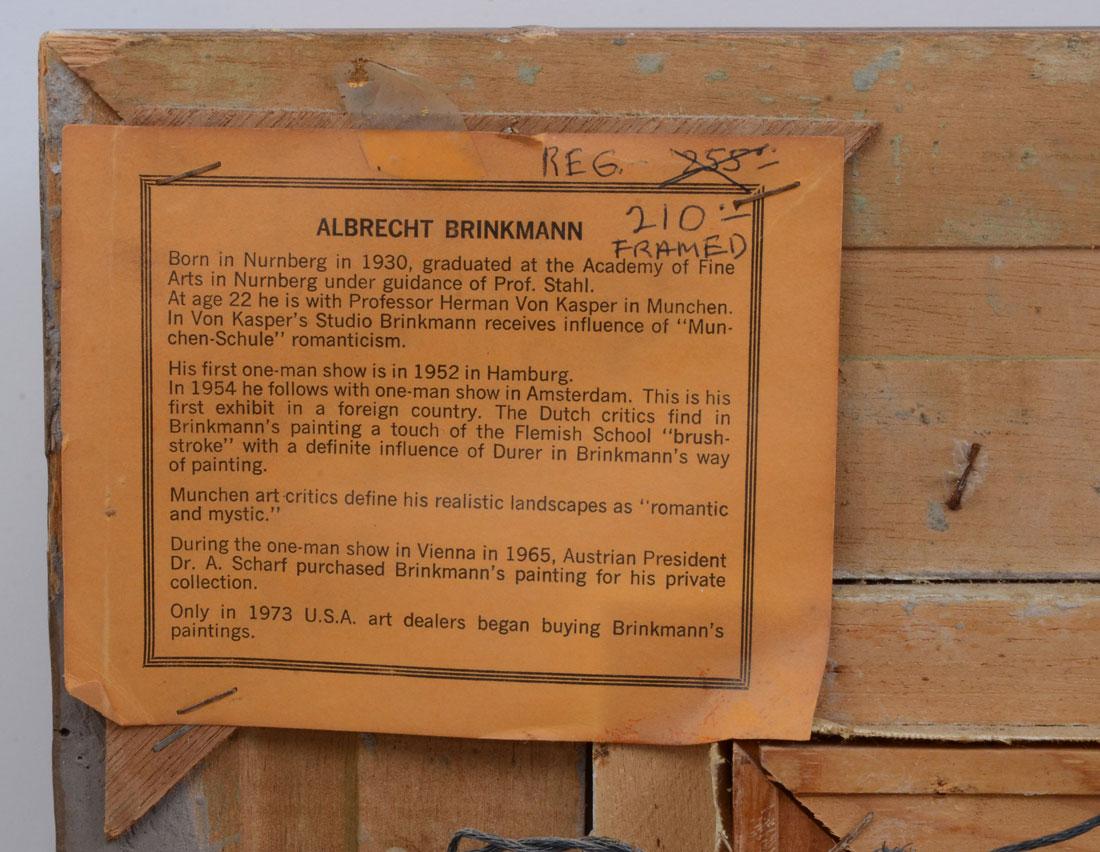 REG. 255.-
210.-
FRAMED
ALBRECHT BRINKMANN
Born in Nurnberg in 1930, graduated at the Academy of Fine
Arts in Nurnberg under guidance of Prof. Stahl.
At age 22 he is with Professor Herman Von Kasper in Munchen.
In Von Kasper's Studio Brinkmann receives influence of "Mun-
chen-Schule" romanticism.
His first one-man show is in 1952 in Hamburg.
In 1954 he follows with one-man show in Amsterdam. This is his
first exhibit in a foreign country. The Dutch critics find in
Brinkmann's painting a touch of the Flemish School "brush-
stroke" with a definite influence of Durer in Brinkmann's way
of painting.
Munchen art critics define his realistic landscapes as "romantic
and mystic."
During the one-man show in Vienna in 1965, Austrian President
Dr. A. Scharf purchased Brinkmann's painting for his private
collection.
Only in 1973 U.S.A. art dealers began buying Brinkmann's
paintings.